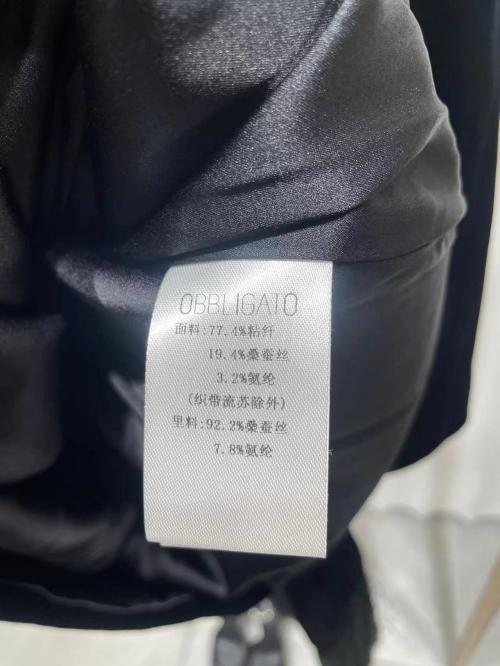 OBBLIGATO
面料:77.4%粘纤
19.4%桑蚕丝
3.2%氨纶
(织带流苏除外)
里料:92.2%桑蚕丝
7.8%氨纶